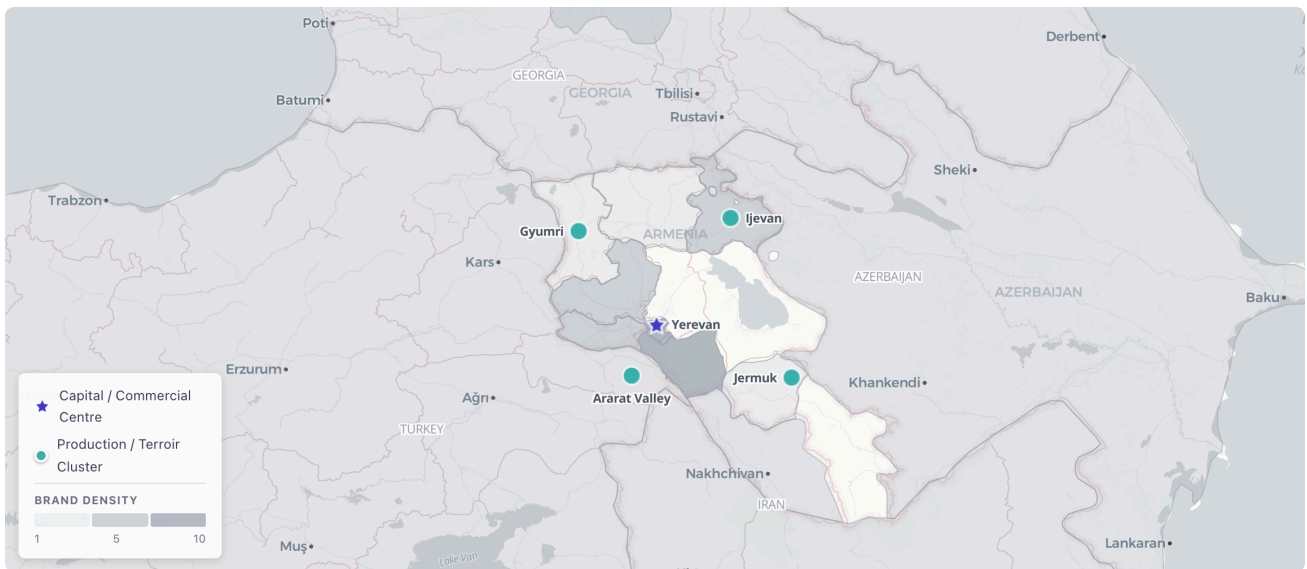 Poti
Derbent
GEORGIA
GEORGIA
Tbilisi
Batumi
Rustavi
Sheki
Trabzon
Ijevan
Gyumri
ARMENIA
Kars
AZERBAIJAN
AZERBAIJAN
Baku
Yerevan
Erzurum
Jermuk
Khankendi
Ararat Valley
Ağrı
TURKEY
Nakhchivan
IRAN
Muş
Lankaran
Lake Van
Capital / Commercial
Centre
Production / Terroir
Cluster
BRAND DENSITY
1 5 10